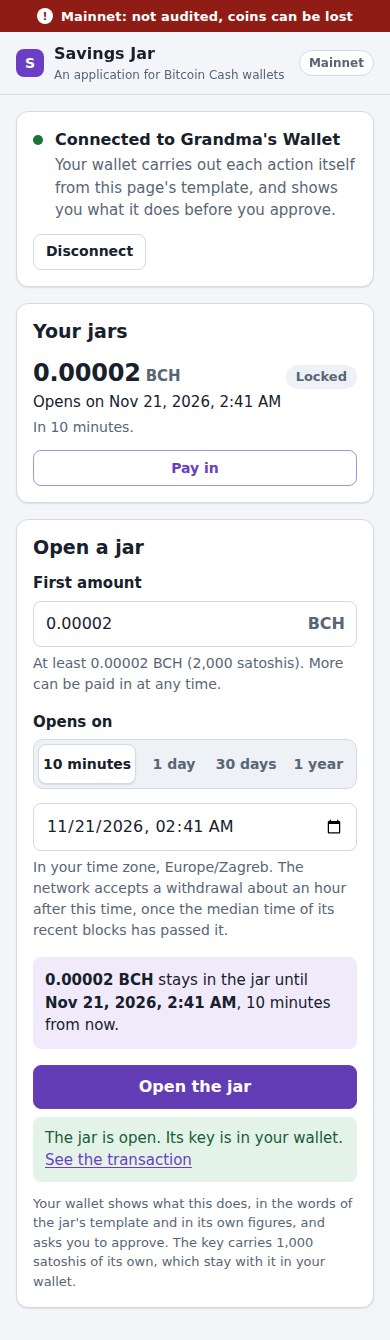 ! Mainnet: not audited, coins can be lost
S
Savings Jar
An application for Bitcoin Cash wallets
Mainnet
Connected to Grandma's Wallet
Your wallet carries out each action itself
from this page's template, and shows
you what it does before you approve.
Disconnect
Your jars
0.00002 BCH
Locked
Opens on Nov 21, 2026, 2:41 AM
In 10 minutes.
Pay in
Open a jar
First amount
0.00002 BCH
At least 0.00002 BCH (2,000 satoshis). More
can be paid in at any time.
Opens on
10 minutes 1 day 30 days 1 year
11/21/2026, 02:41 AM
In your time zone, Europe/Zagreb. The
network accepts a withdrawal about an hour
after this time, once the median time of its
recent blocks has passed it.
0.00002 BCH stays in the jar until
Nov 21, 2026, 2:41 AM, 10 minutes
from now.
Open the jar
The jar is open. Its key is in your wallet.
See the transaction
Your wallet shows what this does, in the words of
the jar's template and in its own figures, and
asks you to approve. The key carries 1,000
satoshis of its own, which stay with it in your
wallet.